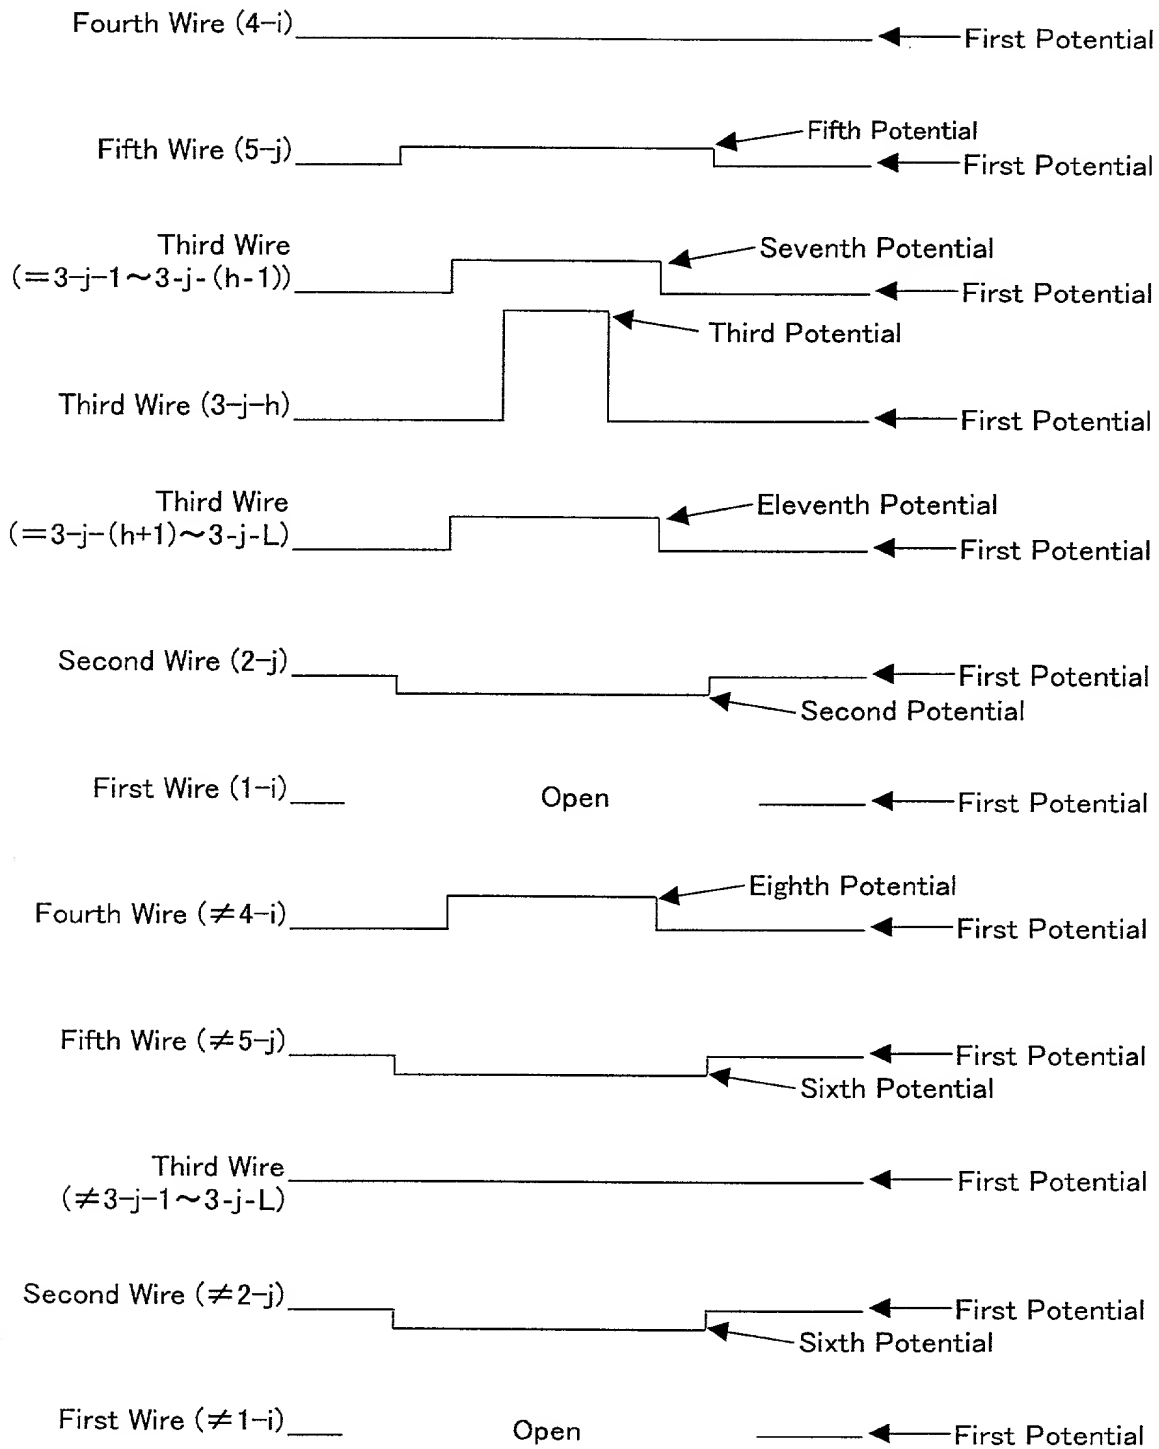 Fourth Wire (4-i)
First Potential
Fifth Wire (5-j)
Fifth Potential
First Potential
Third Wire
(=3-j-1~3-j-(h-1))
Seventh Potential
First Potential
Third Potential
Third Wire (3-j-h)
First Potential
Third Wire
(=3-j-(h+1)~3-j-L)
Eleventh Potential
First Potential
Second Wire (2-j)
First Potential
Second Potential
First Wire (1-i)
Open
First Potential
Fourth Wire (≠4-i)
Eighth Potential
First Potential
Fifth Wire (≠5-j)
First Potential
Sixth Potential
Third Wire
(≠3-j-1~3-j-L)
First Potential
Second Wire (≠2-j)
First Potential
Sixth Potential
First Wire (≠1-i)
Open
First Potential